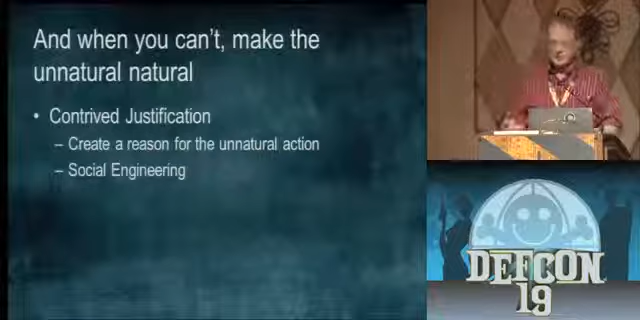 And when you can't, make the
unnatural natural
• Contrived Justification
– Create a reason for the unnatural action
– Social Engineering
DEFCON
19